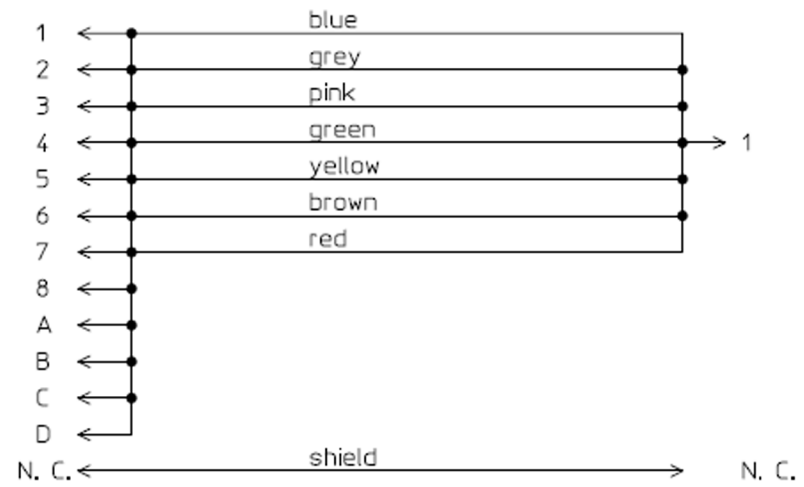 1 blue
2 grey
3 pink
4 green 1
5 yellow
6 brown
7 red
8
A
B
C
D
N. C. shield N. C.